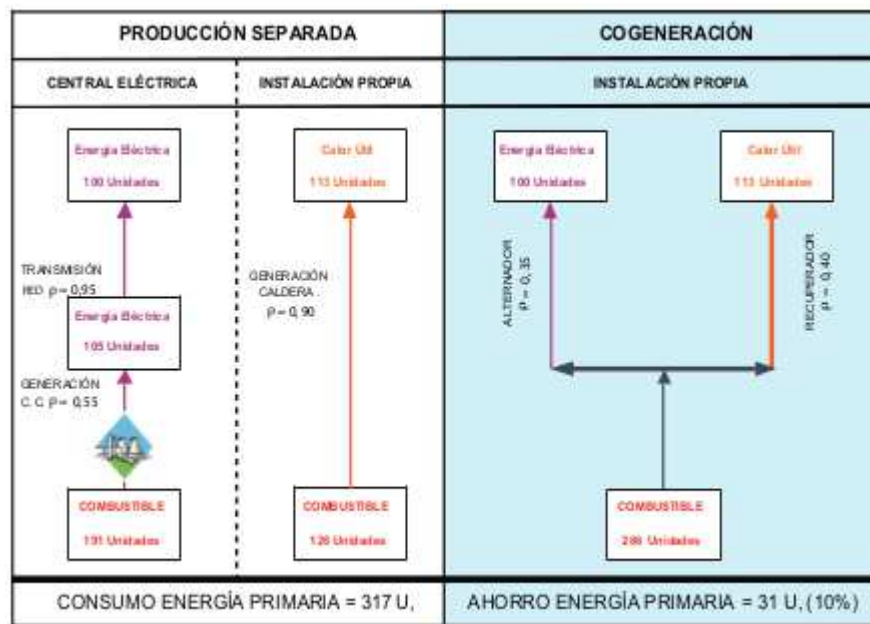 PRODUCCIÓN SEPARADA
COGENERACIÓN
CENTRAL ELÉCTRICA
INSTALACIÓN PROPIA
INSTALACIÓN PROPIA
Energía Eléctrica
100 Unidades
Calor Útil
113 Unidades
Energía Eléctrica
100 Unidades
Calor Útil
113 Unidades
TRANSMISIÓN
RED ρ = 0,95
Energía Eléctrica
105 Unidades
GENERACIÓN
C. C. ρ = 0,55
GENERACIÓN
CALDERA .
ρ = 0, 90
ALTERNADOR
ρ = 0, 35
RECUPERADOR
ρ = 0, 40
COMBUSTIBLE
191 Unidades
COMBUSTIBLE
126 Unidades
COMBUSTIBLE
286 Unidades
CONSUMO ENERGÍA PRIMARIA = 317 U,
AHORRO ENERGÍA PRIMARIA = 31 U, (10%)